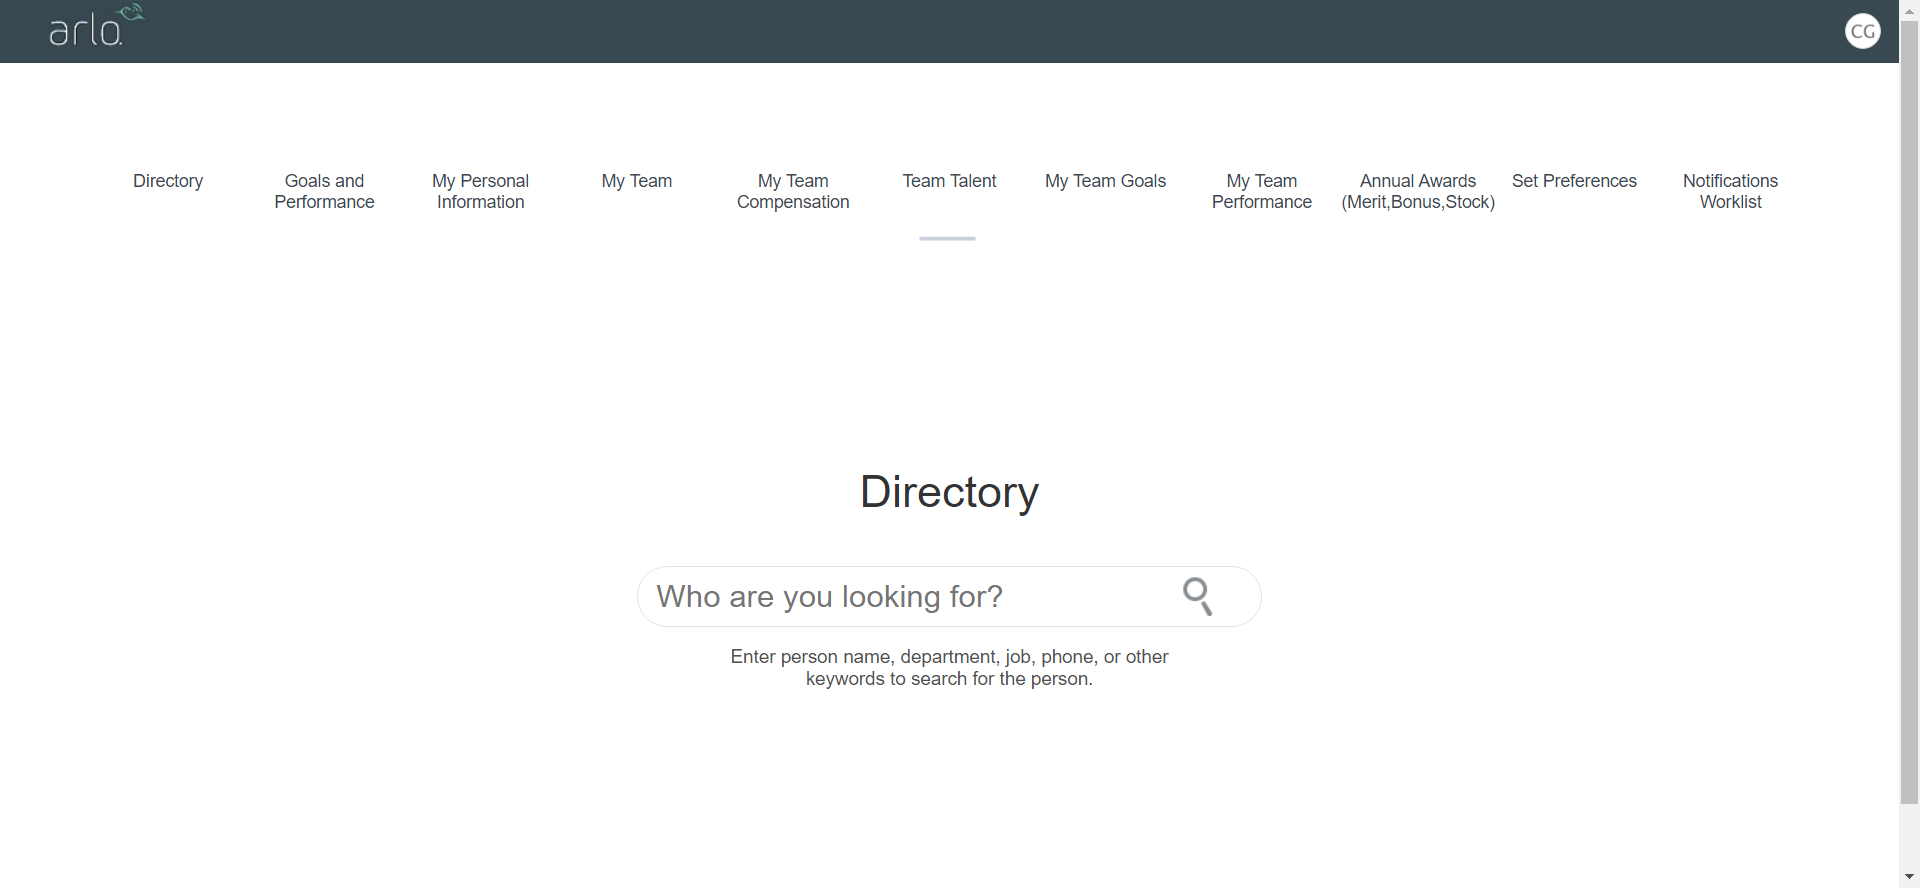 arlo
CG
Directory
Goals and
Performance
My Personal
Information
My Team
My Team
Compensation
Team Talent
My Team Goals
My Team
Performance
Annual Awards
(Merit,Bonus,Stock)
Set Preferences
Notifications
Worklist
Directory
Who are you looking for?
Enter person name, department, job, phone, or other
keywords to search for the person.